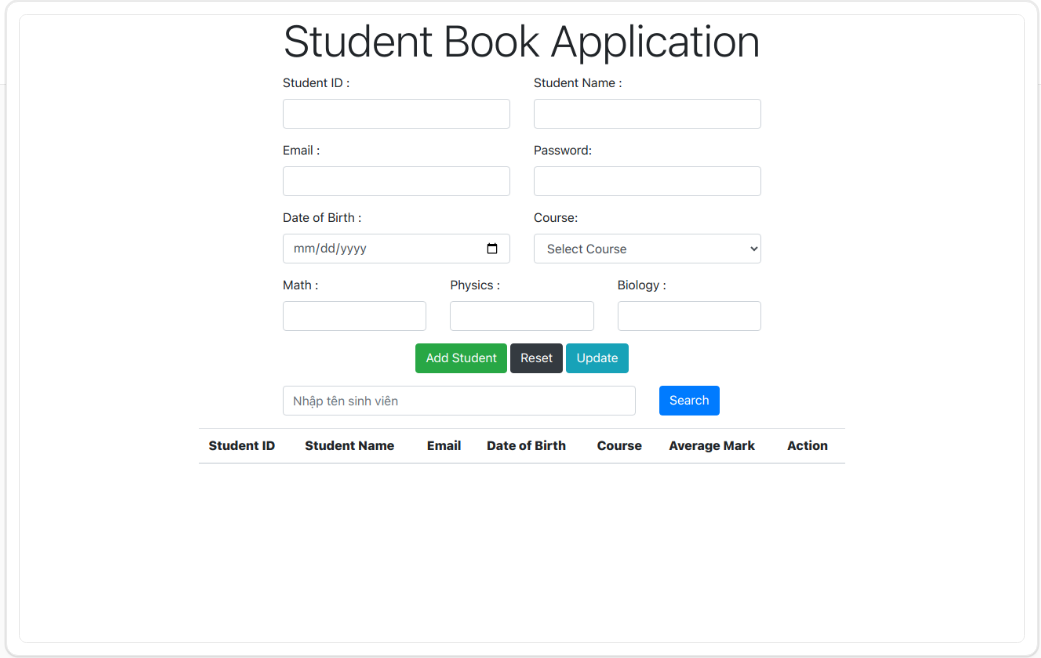 Student Book Application
Student ID : Student Name :
Email : Password:
Date of Birth : Course:
mm/dd/yyyy Select Course
Math : Physics : Biology :
Add Student Reset Update
Nhập tên sinh viên Search
Student ID Student Name Email Date of Birth Course Average Mark Action